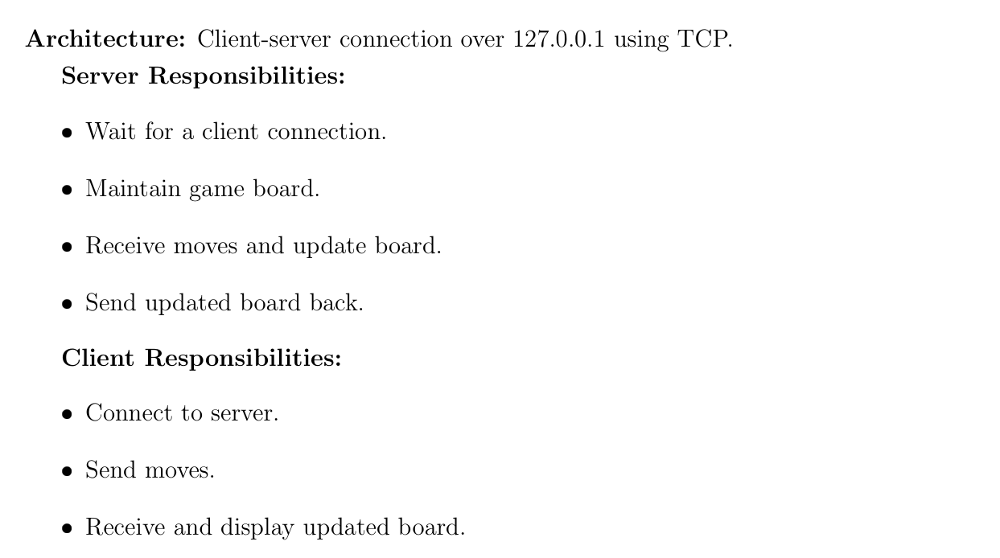 Architecture: Client-server connection over 127.0.0.1 using TCP.
Server Responsibilities:
• Wait for a client connection.
• Maintain game board.
• Receive moves and update board.
• Send updated board back.
Client Responsibilities:
• Connect to server.
• Send moves.
• Receive and display updated board.